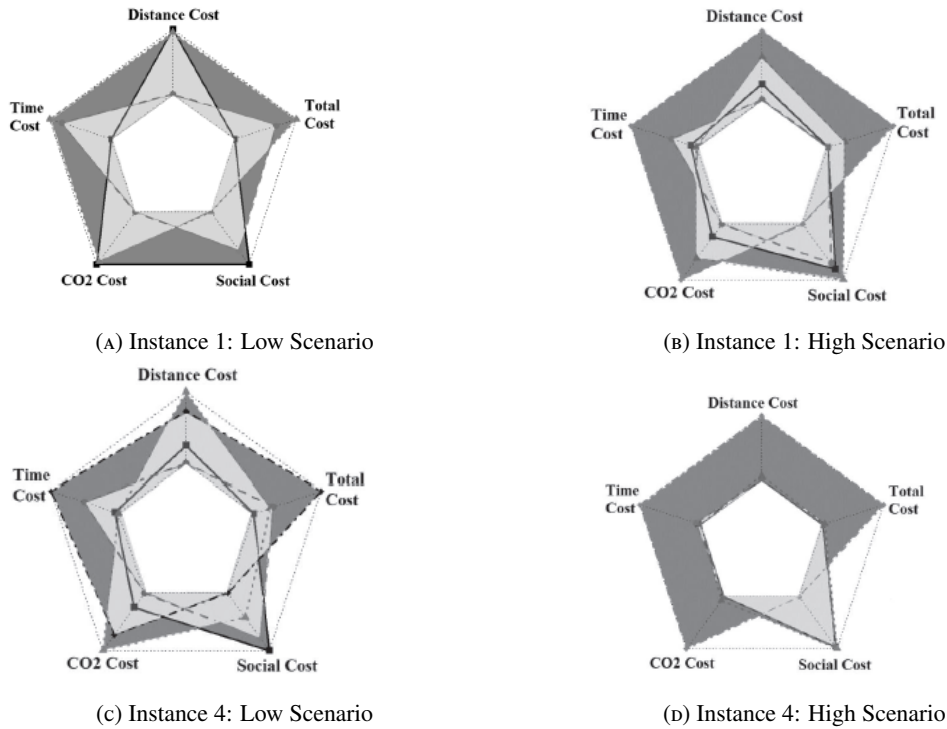 Distance Cost
Time
Cost
Total
Cost
CO2 Cost
Social Cost
(A) Instance 1: Low Scenario
Distance Cost
Time
Cost
Total
Cost
CO2 Cost
Social Cost
(B) Instance 1: High Scenario
Distance Cost
Time
Cost
Total
Cost
CO2 Cost
Social Cost
(C) Instance 4: Low Scenario
Distance Cost
Time
Cost
Total
Cost
CO2 Cost
Social Cost
(D) Instance 4: High Scenario